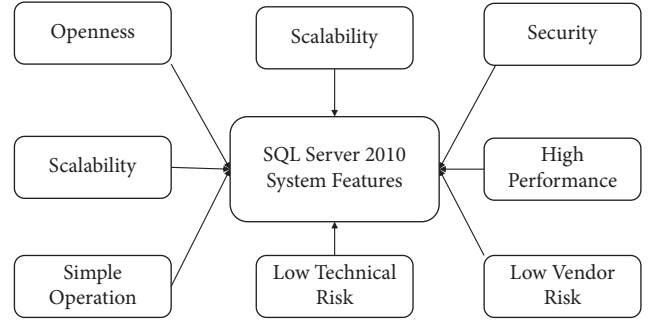 Openness
Scalability
Security
Scalability
SQL Server 2010
System Features
High
Performance
Simple
Operation
Low Technical
Risk
Low Vendor
Risk